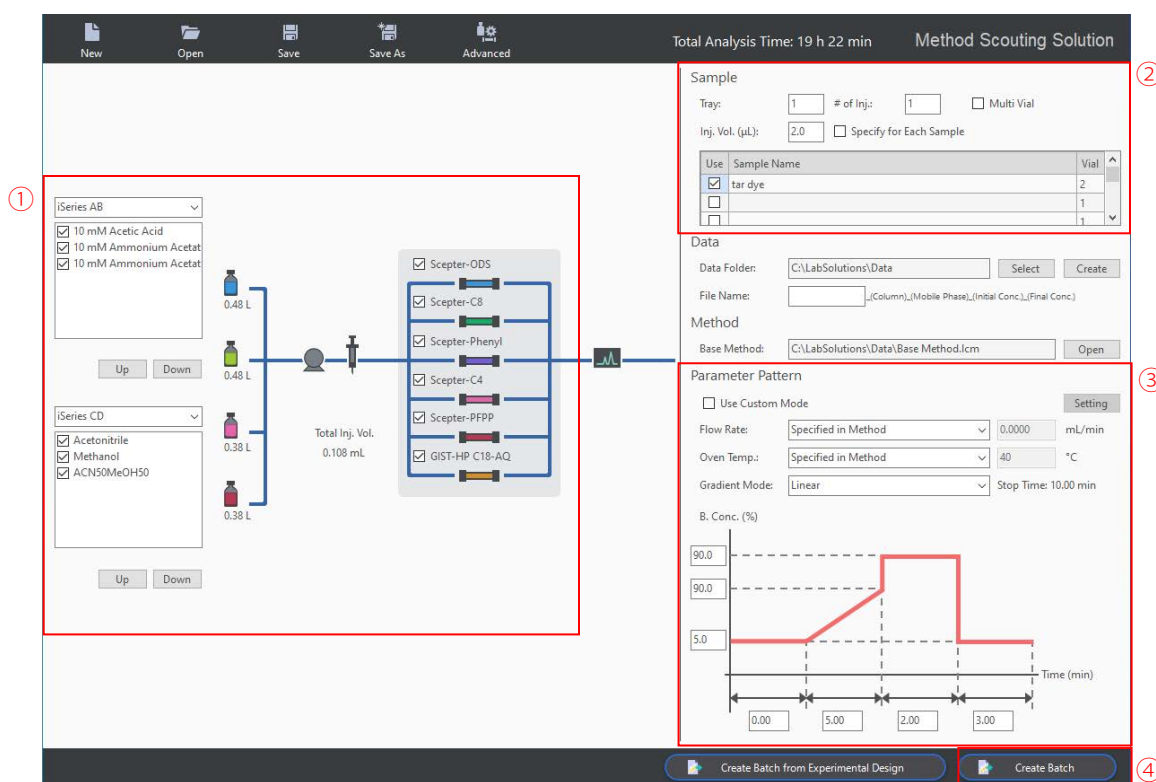 New Open Save Save As Advanced Total Analysis Time: 19 h 22 min Method Scouting Solution
①
iSeries AB
10 mM Acetic Acid
10 mM Ammonium Acetat
10 mM Ammonium Acetat
Up Down
iSeries CD
Acetonitrile
Methanol
ACN50MeOH50
Up Down
0.48 L
0.48 L
0.38 L
0.38 L
Total Inj. Vol.
0.108 mL
Scepter-ODS
Scepter-C8
Scepter-Phenyl
Scepter-C4
Scepter-PFPP
GIST-HP C18-AQ
②
Sample
Tray: 1 # of Inj.: 1 Multi Vial
Inj. Vol. (µL): 2.0 Specify for Each Sample
Use Sample Name Vial
tar dye 2
1
1
Data
Data Folder: C:\LabSolutions\Data Select Create
File Name: _(Column)_(Mobile Phase)_(Initial Conc.)_(Final Conc.)
Method
Base Method: C:\LabSolutions\Data\Base Method.lcm Open
③
Parameter Pattern
Use Custom Mode Setting
Flow Rate: Specified in Method 0.0000 mL/min
Oven Temp.: Specified in Method 40 °C
Gradient Mode: Linear Stop Time: 10.00 min
B. Conc. (%)
90.0
90.0
5.0
Time (min)
0.00 5.00 2.00 3.00
Create Batch from Experimental Design Create Batch
④